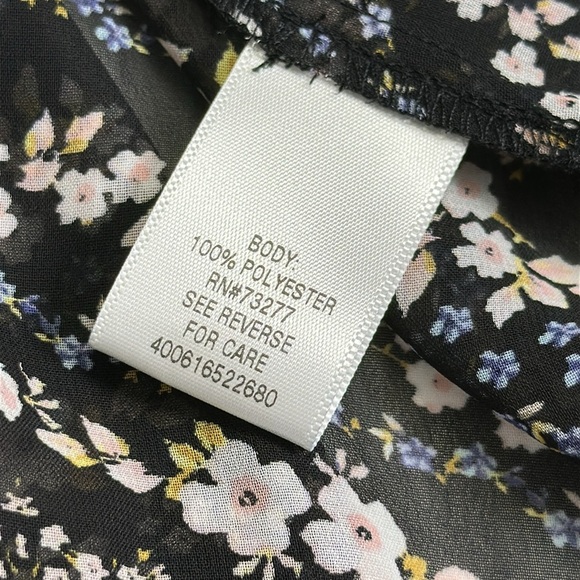 BODY:
100% POLYESTER
RN#73277
SEE REVERSE
FOR CARE
400616522680